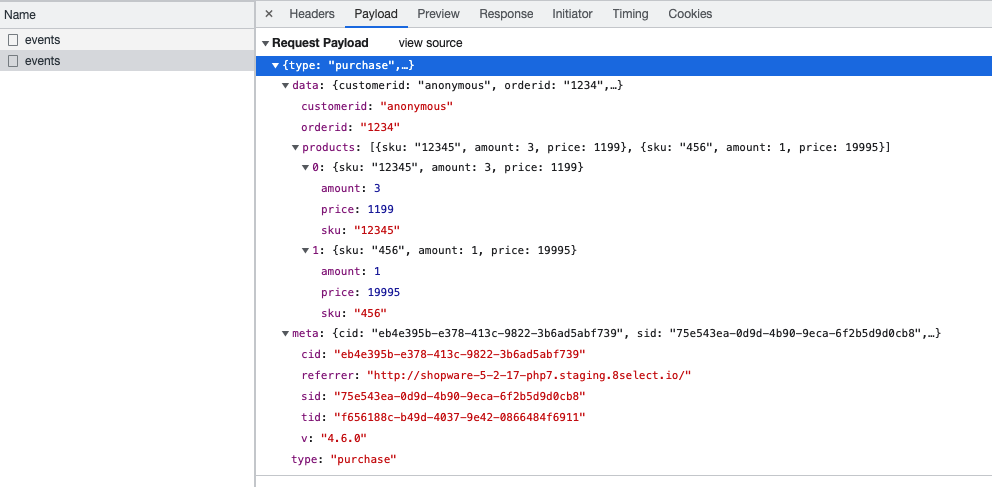 Name
events
events
× Headers Payload Preview Response Initiator Timing Cookies
▼Request Payload view source
▼{type: "purchase",…}
▼data: {customerid: "anonymous", orderid: "1234",…}
customerid: "anonymous"
orderid: "1234"
▼products: [{sku: "12345", amount: 3, price: 1199}, {sku: "456", amount: 1, price: 19995}]
▼0: {sku: "12345", amount: 3, price: 1199}
amount: 3
price: 1199
sku: "12345"
▼1: {sku: "456", amount: 1, price: 19995}
amount: 1
price: 19995
sku: "456"
▼meta: {cid: "eb4e395b-e378-413c-9822-3b6ad5abf739", sid: "75e543ea-0d9d-4b90-9eca-6f2b5d9d0cb8",…}
cid: "eb4e395b-e378-413c-9822-3b6ad5abf739"
referrer: "http://shopware-5-2-17-php7.staging.8select.io/"
sid: "75e543ea-0d9d-4b90-9eca-6f2b5d9d0cb8"
tid: "f656188c-b49d-4037-9e42-0866484f6911"
v: "4.6.0"
type: "purchase"